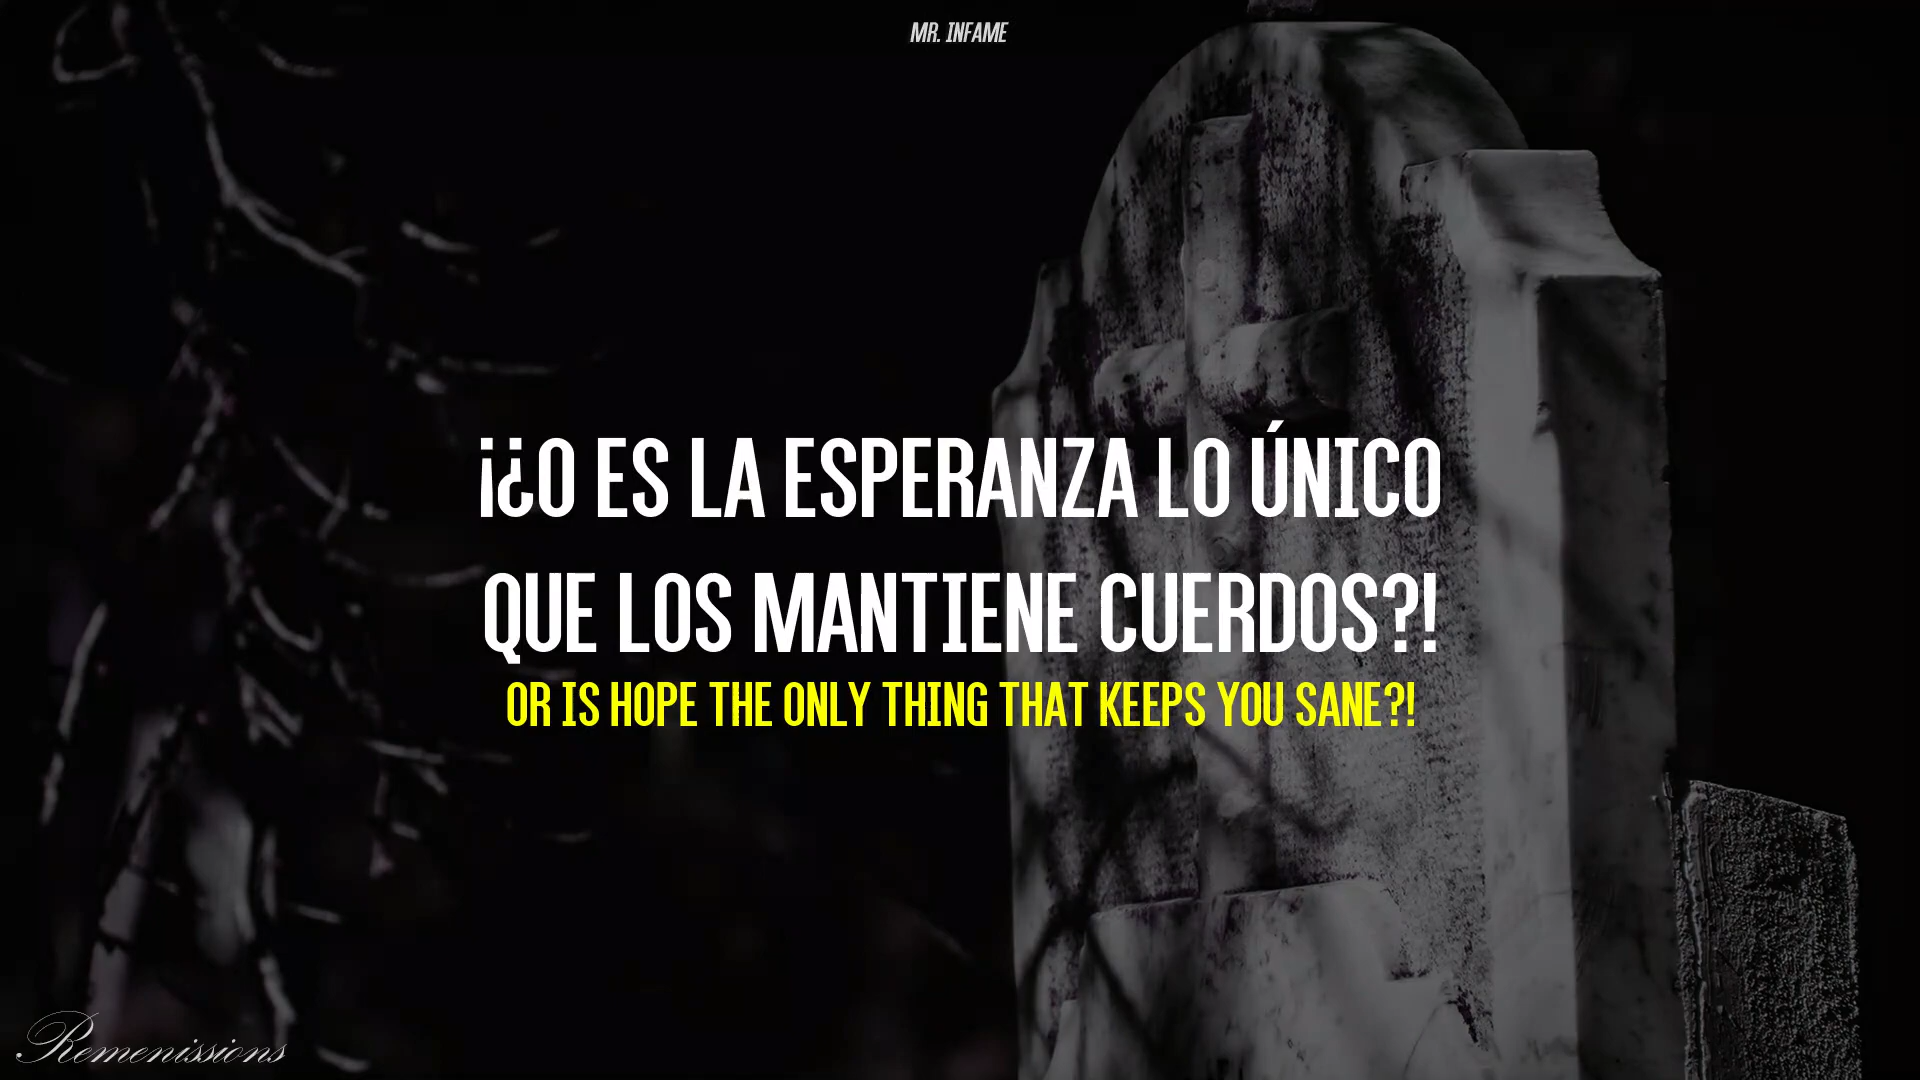 MR. INFAME
¡¿O ES LA ESPERANZA LO ÚNICO
QUE LOS MANTIENE CUERDOS?!
OR IS HOPE THE ONLY THING THAT KEEPS YOU SANE?!
Remenissions